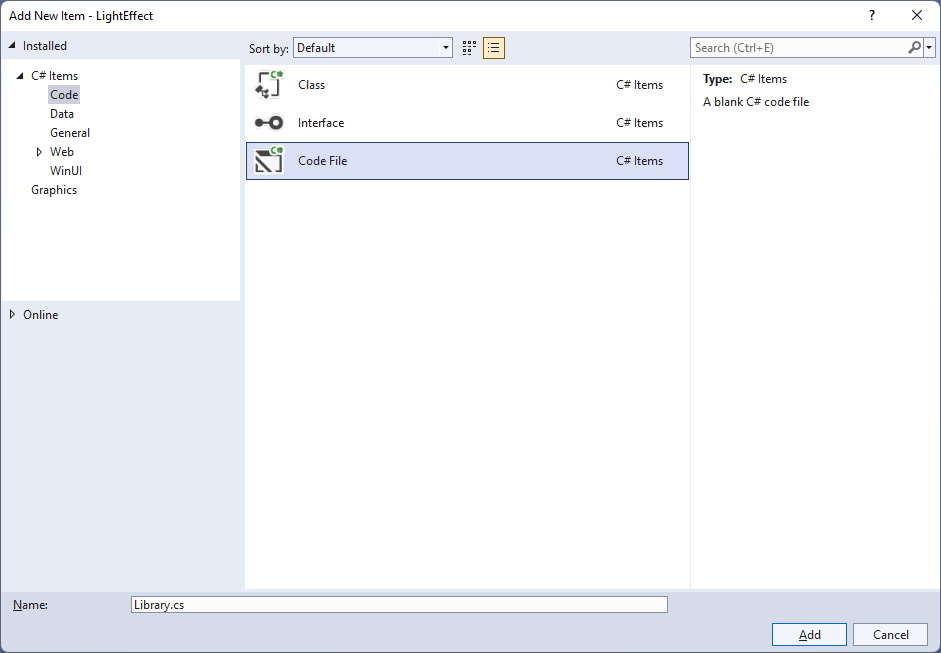 Add New Item - LightEffect
?
Installed
Sort by: Default
Search (Ctrl+E)
C# Items
Code
Data
General
Web
WinUI
Graphics
Online
Class C# Items
Interface C# Items
Code File C# Items
Type: C# Items
A blank C# code file
Name: Library.cs
Add Cancel